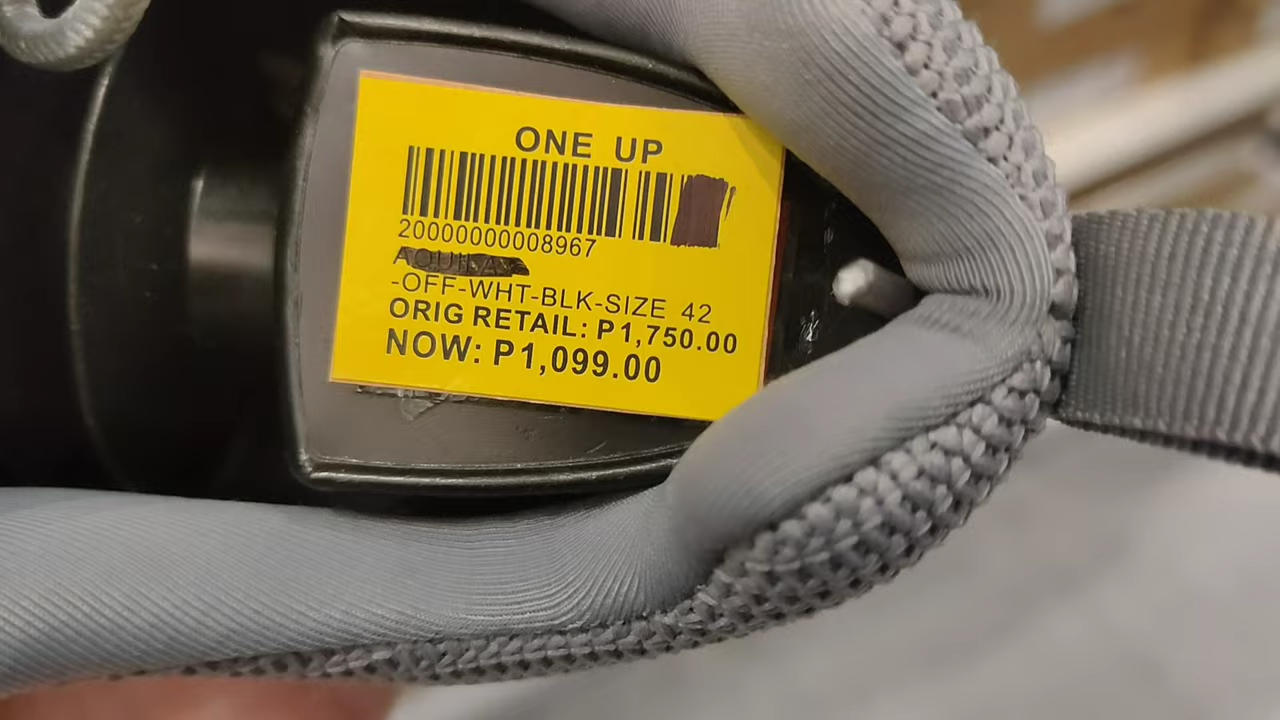 ONE UP
20000000008967
-OFF-WHT-BLK-SIZE 42
ORIG RETAIL: P1,750.00
NOW: P1,099.00